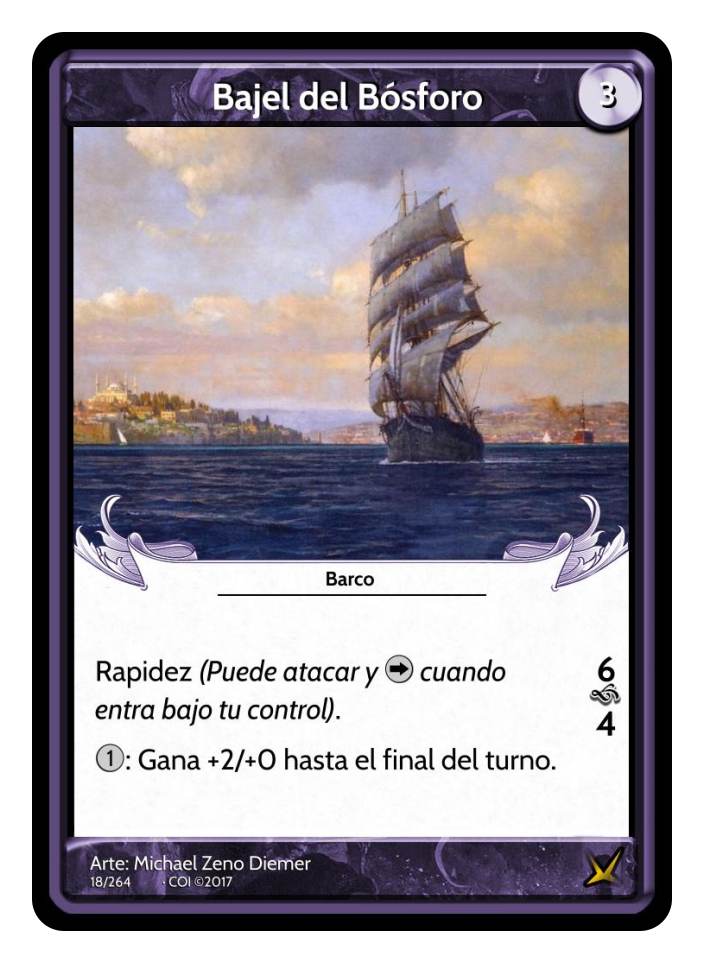 Bajel del Bósforo
3
Barco
Rapidez (Puede atacar y ➡ cuando
entra bajo tu control).
1: Gana +2/+0 hasta el final del turno.
6
4
Arte: Michael Zeno Diemer
18/264 · COI ©2017